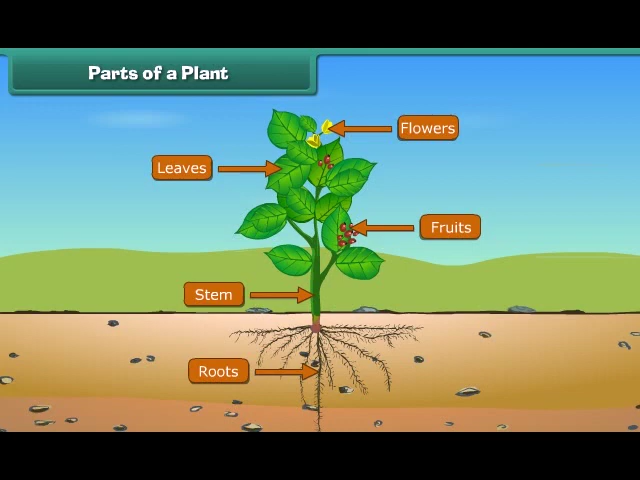 Parts of a Plant
Flowers
Leaves
Fruits
Stem
Roots